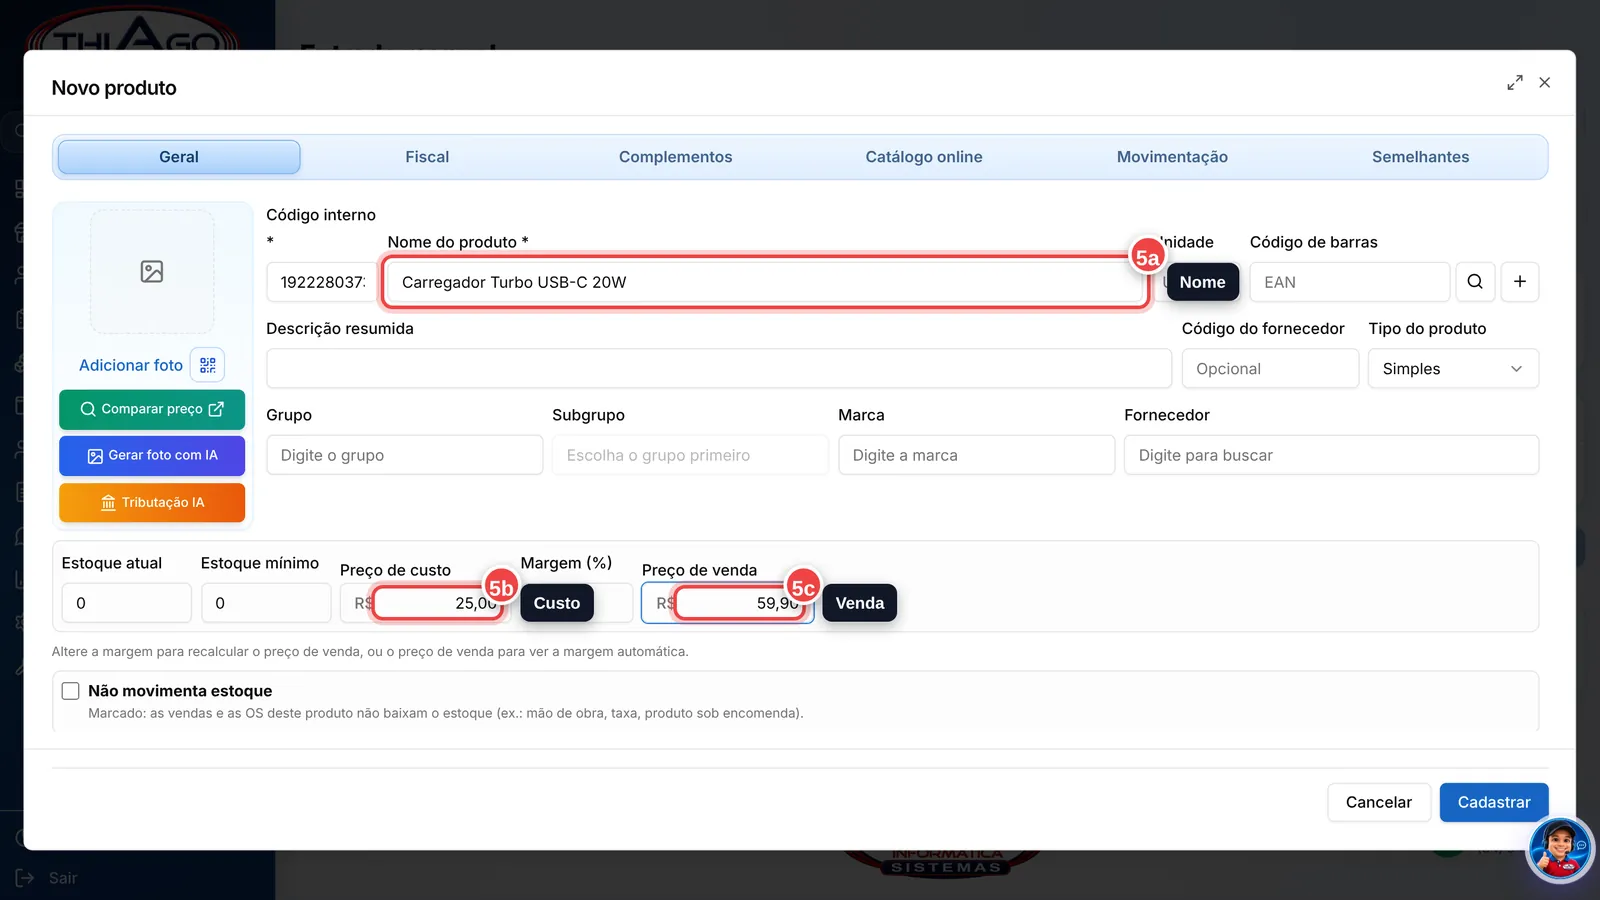 THIAGO
Novo produto
Geral
Fiscal
Complementos
Catálogo online
Movimentação
Semelhantes
Código interno
*
Nome do produto *
5a
Unidade
Código de barras
192228037
Carregador Turbo USB-C 20W
Nome
EAN
Descrição resumida
Código do fornecedor
Tipo do produto
Adicionar foto
Opcional
Simples
Comparar preço
Grupo
Subgrupo
Marca
Fornecedor
Gerar foto com IA
Digite o grupo
Escolha o grupo primeiro
Digite a marca
Digite para buscar
Tributação IA
Estoque atual
Estoque mínimo
Preço de custo
5b
Margem (%)
Preço de venda
5c
0
0
R$ 25,00
Custo
R$ 59,90
Venda
Altere a margem para recalcular o preço de venda, ou o preço de venda para ver a margem automática.
Não movimenta estoque
Marcado: as vendas e as OS deste produto não baixam o estoque (ex.: mão de obra, taxa, produto sob encomenda).
Cancelar
Cadastrar
INFORMÁTICA
SISTEMAS
Sair